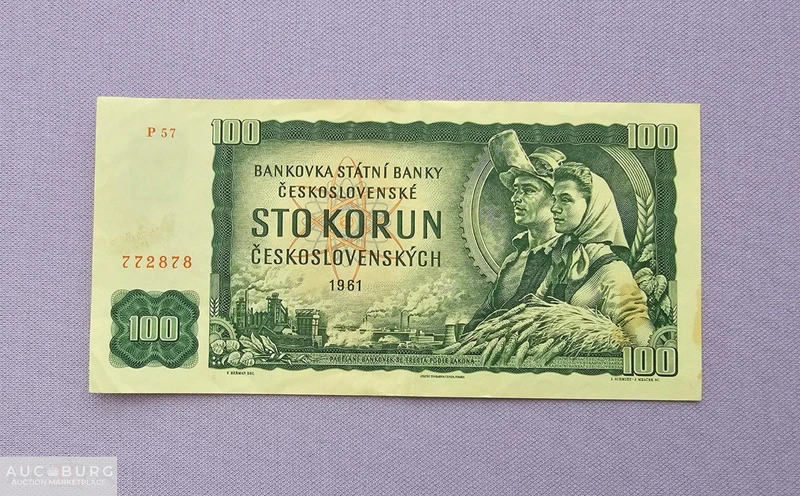 P 57
100
100
BANKOVKA STÁTNÍ BANKY
ČESKOSLOVENSKÉ
STO KORUN
ČESKOSLOVENSKÝCH
1961
772878
100
100
PADĚLÁNÍ BANKOVEK SE TRESTÁ PODLE ZÁKONA
AUCBURG
AUCTION MARKETPLACE